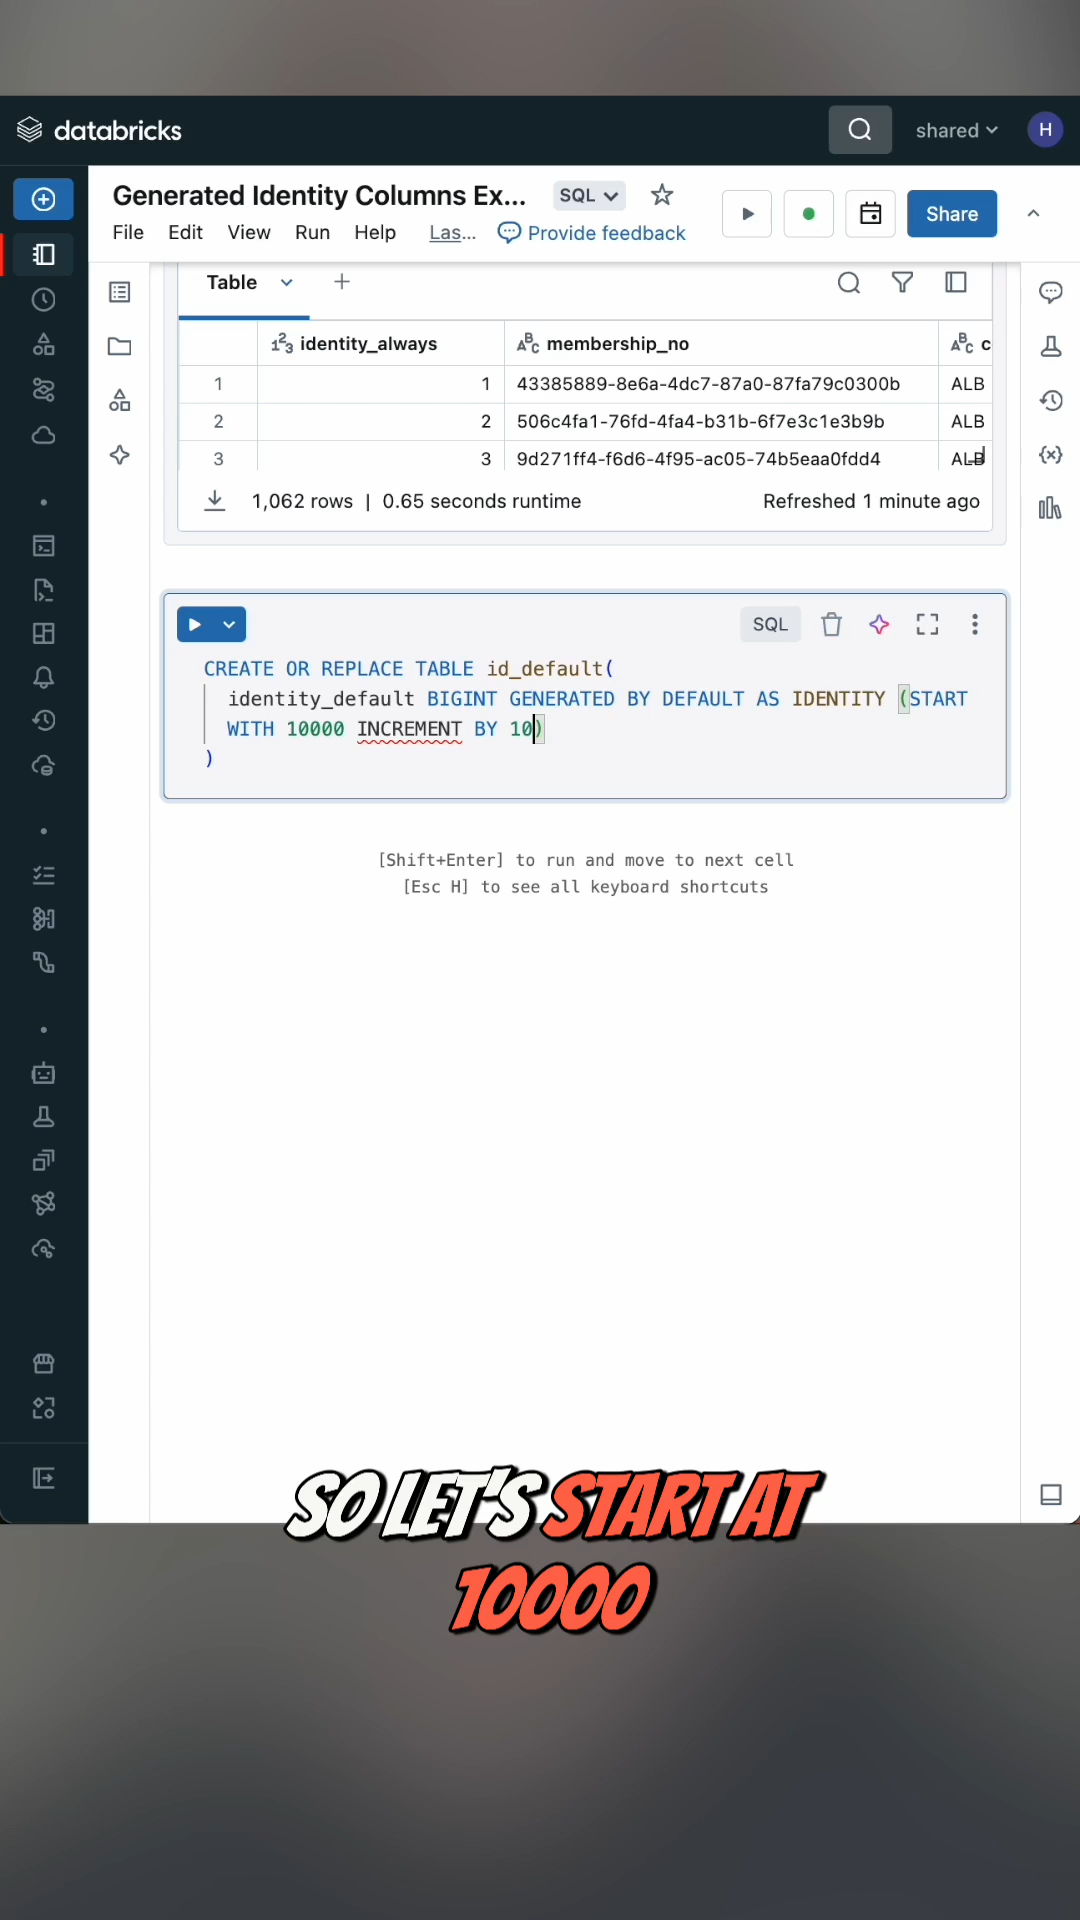 databricks
shared
H
Generated Identity Columns Ex...
SQL
File Edit View Run Help Las... Provide feedback
Share
Table +
identity_always membership_no c
1 1 43385889-8e6a-4dc7-87a0-87fa79c0300b ALB
2 2 506c4fa1-76fd-4fa4-b31b-6f7e3c1e3b9b ALB
3 3 9d271ff4-f6d6-4f95-ac05-74b5eaa0fdd4 ALB
1,062 rows | 0.65 seconds runtime Refreshed 1 minute ago
SQL
CREATE OR REPLACE TABLE id_default(
identity_default BIGINT GENERATED BY DEFAULT AS IDENTITY (START
WITH 10000 INCREMENT BY 10)
)
[Shift+Enter] to run and move to next cell
[Esc H] to see all keyboard shortcuts
SO LET'S START AT
10000